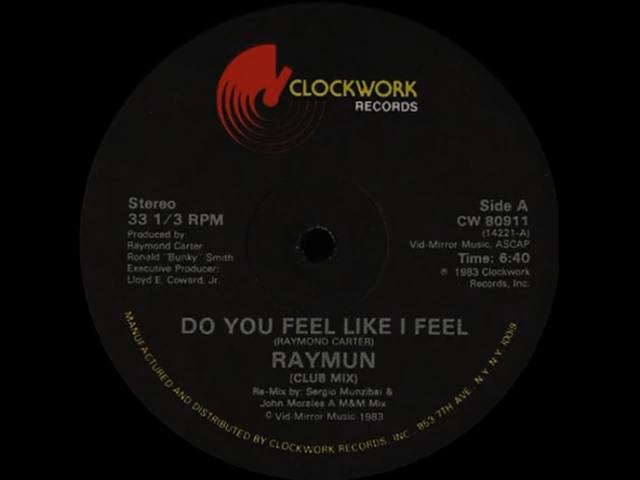 CLOCKWORK
RECORDS
Stereo
33 1/3 RPM
Produced by:
Raymond Carter
Ronald "Bunky" Smith
Executive Producer:
Lloyd E. Coward, Jr.
Side A
CW 80911
(14221-A)
Vid-Mirror Music, ASCAP
Time: 6:40
℗ 1983 Clockwork
Records, Inc.
DO YOU FEEL LIKE I FEEL
(RAYMOND CARTER)
RAYMUN
(CLUB MIX)
Re-Mix by: Sergio Munzibai &
John Morales A M&M Mix
© Vid-Mirror Music 1983
MANUFACTURED AND DISTRIBUTED BY CLOCKWORK RECORDS, INC. 853 7TH AVE., N.Y. N.Y. 10019